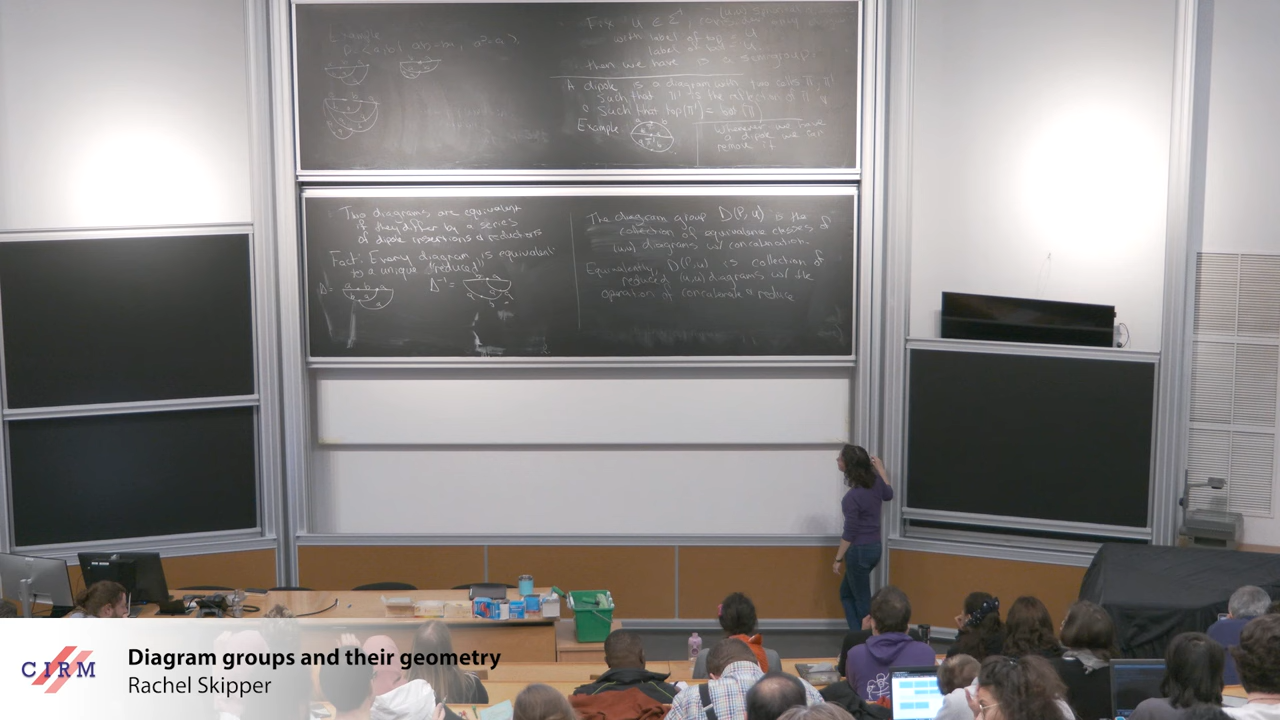 Example
Fix u ∈
with label of top = u
label of bot = u
then we have is a semigroup
A dipole is a diagram with two cells π, π'
such that π' is the reflection of π
& such that top(π') = bot(π)
Example
Whenever we have
a dipole we can
remove it
Two diagrams are equivalent
if they differ by a series
of dipole insertions & reductions
Fact: Every diagram is equivalent
to a unique (reduced)
Δ =
Δ⁻¹ =
The diagram group D(P, u) is the
collection of equivalence classes of
(u,u) diagrams w/ concatenation
Equivalently, D(P,u) is collection of
reduced (u,u) diagrams w/ the
operation of concatenate & reduce
CIRM
Diagram groups and their geometry
Rachel Skipper